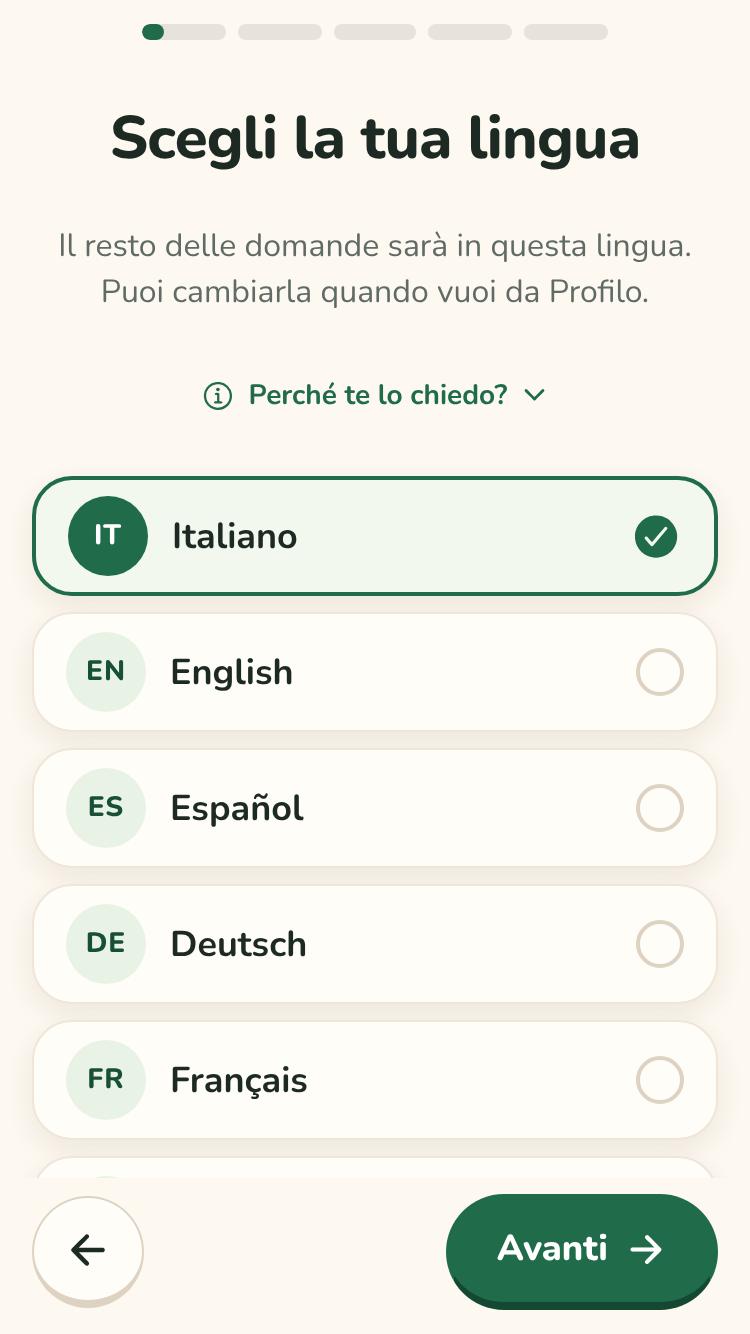 Scegli la tua lingua
Il resto delle domande sarà in questa lingua.
Puoi cambiarla quando vuoi da Profilo.
Perché te lo chiedo?
IT Italiano
EN English
ES Español
DE Deutsch
FR Français
Avanti